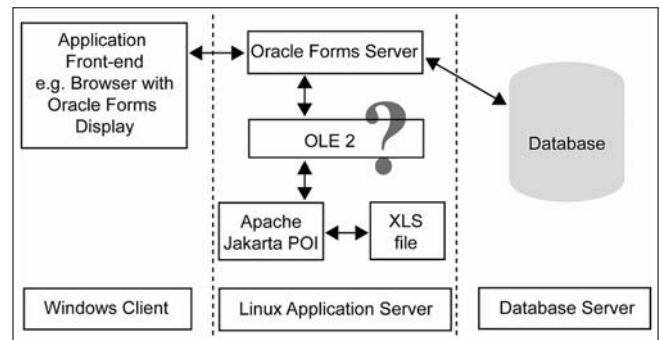 Application
Front-end
e.g. Browser with
Oracle Forms
Display
Oracle Forms Server
OLE 2
?
Apache
Jakarta POI
XLS
file
Database
Windows Client
Linux Application Server
Database Server